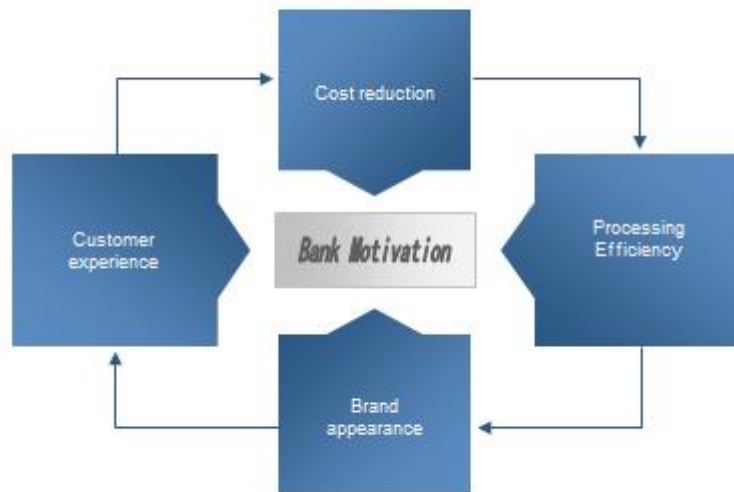 Cost reduction
Customer
experience
Bank Motivation
Processing
Efficiency
Brand
appearance